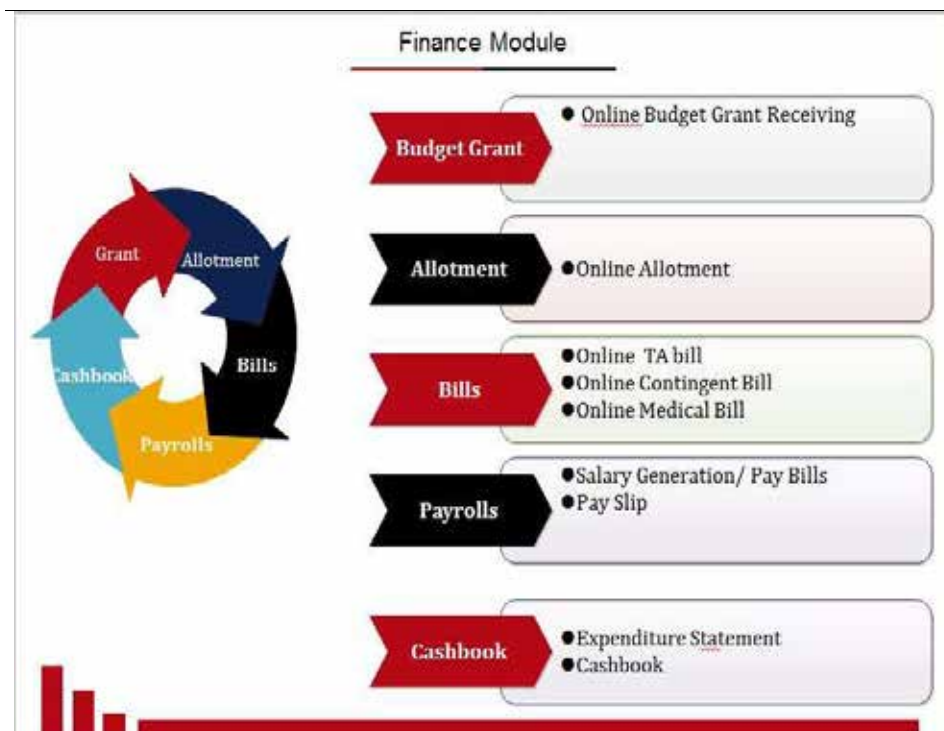 Finance Module
Grant
Allotment
Bills
Payrolls
Cashbook
Budget Grant
● Online Budget Grant Receiving
Allotment
●Online Allotment
Bills
●Online TA bill
●Online Contingent Bill
●Online Medical Bill
Payrolls
●Salary Generation/ Pay Bills
●Pay Slip
Cashbook
●Expenditure Statement
●Cashbook